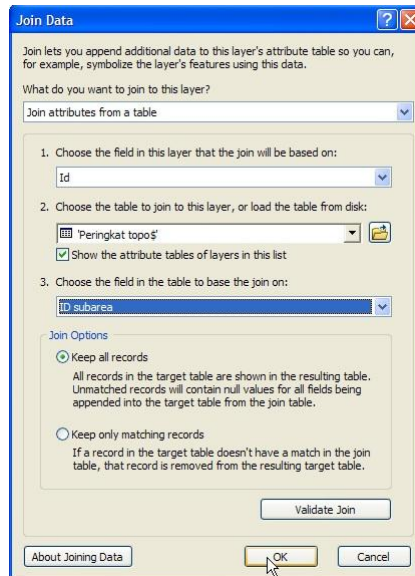 Join Data
Join lets you append additional data to this layer's attribute table so you can,
for example, symbolize the layer's features using this data.
What do you want to join to this layer?
Join attributes from a table
1. Choose the field in this layer that the join will be based on:
Id
2. Choose the table to join to this layer, or load the table from disk:
'Peringkat topo$'
Show the attribute tables of layers in this list
3. Choose the field in the table to base the join on:
ID subarea
Join Options
Keep all records
All records in the target table are shown in the resulting table.
Unmatched records will contain null values for all fields being
appended into the target table from the join table.
Keep only matching records
If a record in the target table doesn't have a match in the join
table, that record is removed from the resulting target table.
Validate Join
About Joining Data
OK
Cancel